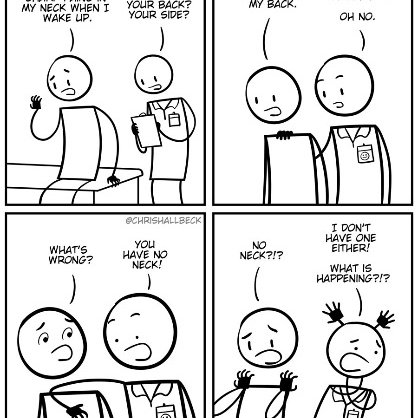 MY NECK WHEN I
WAKE UP.
YOUR BACK?
YOUR SIDE?
MY BACK.
OH NO.
@CHRISHALLBECK
WHAT'S
WRONG?
YOU
HAVE NO
NECK!
NO
NECK?!?
I DON'T
HAVE ONE
EITHER!
WHAT IS
HAPPENING?!?